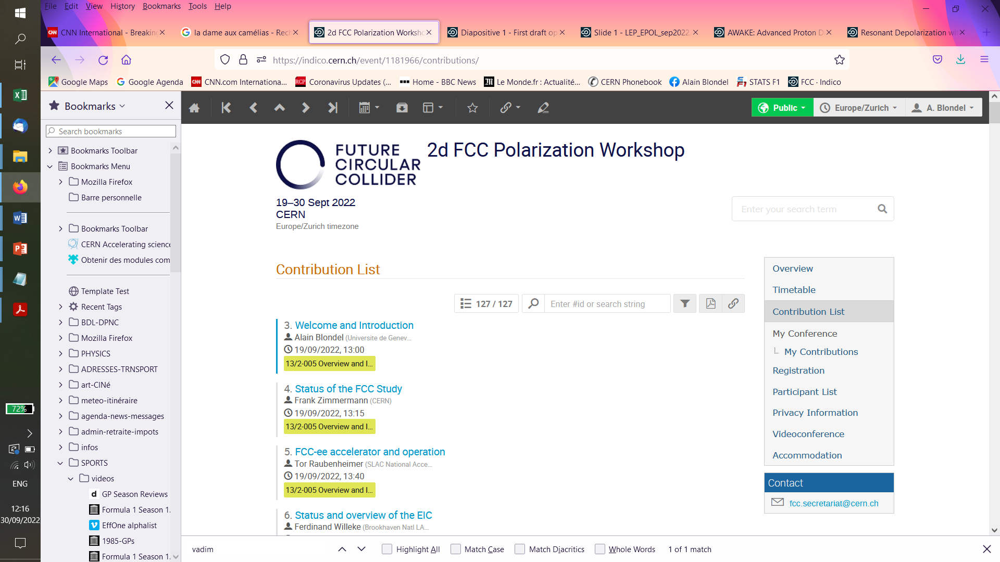 File Edit View History Bookmarks Tools Help
CNN International - Breaking
la dame aux camélias - Rech
2d FCC Polarization Worksho
Diapositive 1 - First draft op
Slide 1 - LEP_EPOL_sep2022.
AWAKE: Advanced Proton D
Resonant Depolarization wi
https://indico.cern.ch/event/1181966/contributions/
Google Maps
Google Agenda
CNN.com Internationa...
Coronavirus Updates (...
Home - BBC News
Le Monde.fr : Actualité...
CERN Phonebook
Alain Blondel
STATS F1
FCC · Indico
Bookmarks
Search bookmarks
Bookmarks Toolbar
Bookmarks Menu
Mozilla Firefox
Barre personnelle
Bookmarks Toolbar
CERN Accelerating science
Obtenir des modules com
Template Test
Recent Tags
BDL-DPNC
Mozilla Firefox
PHYSICS
ADRESSES-TRNSPORT
art-CINé
meteo-itinéraire
agenda-news-messages
admin-retraite-impots
infos
SPORTS
videos
GP Season Reviews
Formula 1 Season 1.
EffOne alphalist
1985-GPs
Formula 1 Season 1.
72%
ENG
12:16
30/09/2022
Public
Europe/Zurich
A. Blondel
FUTURE
CIRCULAR
COLLIDER
2d FCC Polarization Workshop
19–30 Sept 2022
CERN
Europe/Zurich timezone
Enter your search term
Contribution List
127 / 127
Enter #id or search string
3. Welcome and Introduction
Alain Blondel (Universite de Genev...
19/09/2022, 13:00
13/2-005 Overview and I...
4. Status of the FCC Study
Frank Zimmermann (CERN)
19/09/2022, 13:15
13/2-005 Overview and I...
5. FCC-ee accelerator and operation
Tor Raubenheimer (SLAC National Acce...
19/09/2022, 13:40
13/2-005 Overview and I...
6. Status and overview of the EIC
Ferdinand Willeke (Brookhaven Natl LA...
Overview
Timetable
Contribution List
My Conference
My Contributions
Registration
Participant List
Privacy Information
Videoconference
Accommodation
Contact
fcc.secretariat@cern.ch
vadim
Highlight All
Match Case
Match Diacritics
Whole Words
1 of 1 match